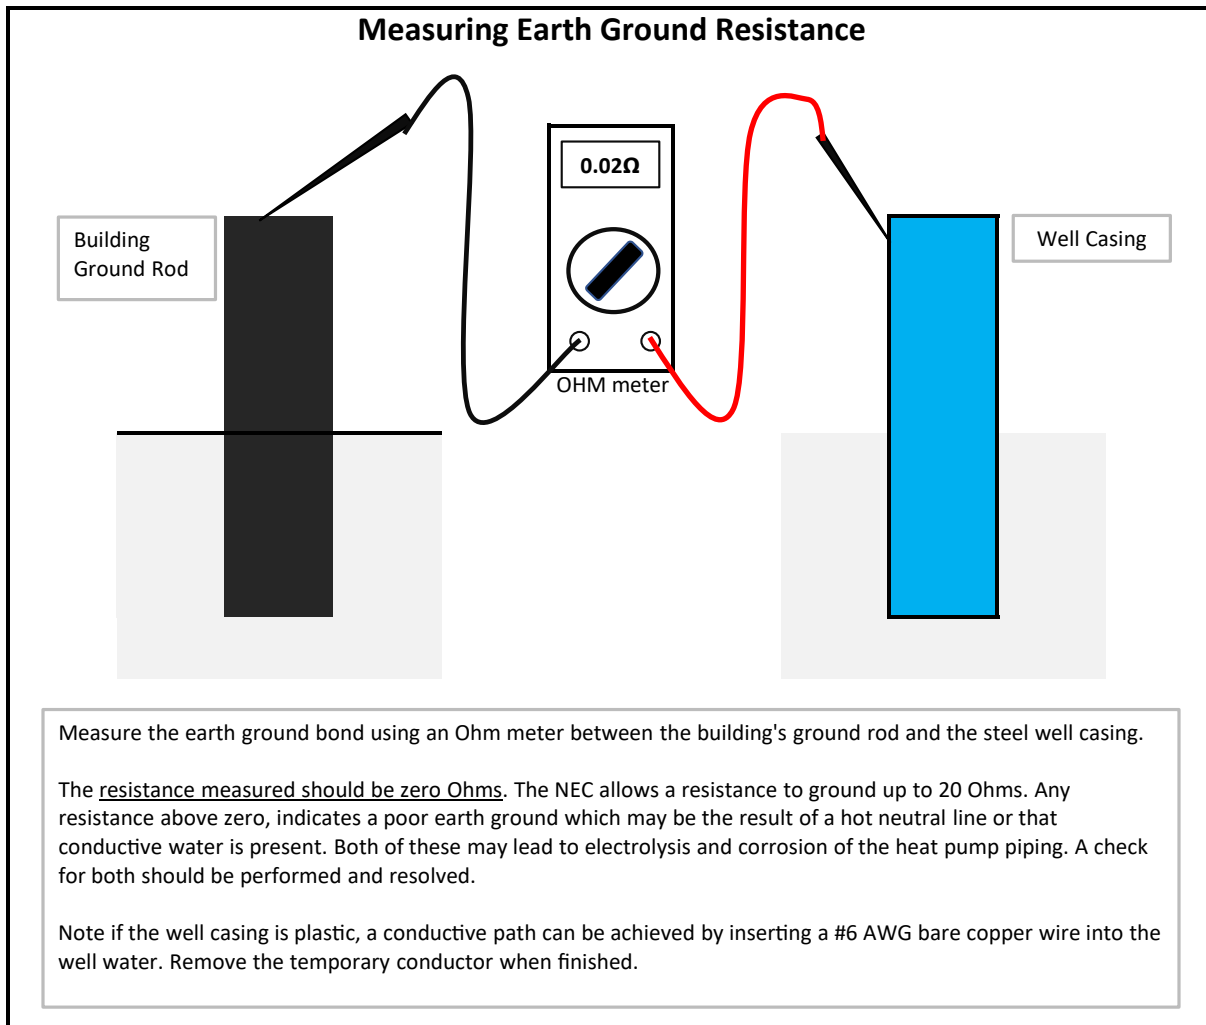 Measuring Earth Ground Resistance
0.02Ω
Building
Ground Rod
Well Casing
OHM meter
Measure the earth ground bond using an Ohm meter between the building's ground rod and the steel well casing.
The resistance measured should be zero Ohms. The NEC allows a resistance to ground up to 20 Ohms. Any
resistance above zero, indicates a poor earth ground which may be the result of a hot neutral line or that
conductive water is present. Both of these may lead to electrolysis and corrosion of the heat pump piping. A check
for both should be performed and resolved.
Note if the well casing is plastic, a conductive path can be achieved by inserting a #6 AWG bare copper wire into the
well water. Remove the temporary conductor when finished.